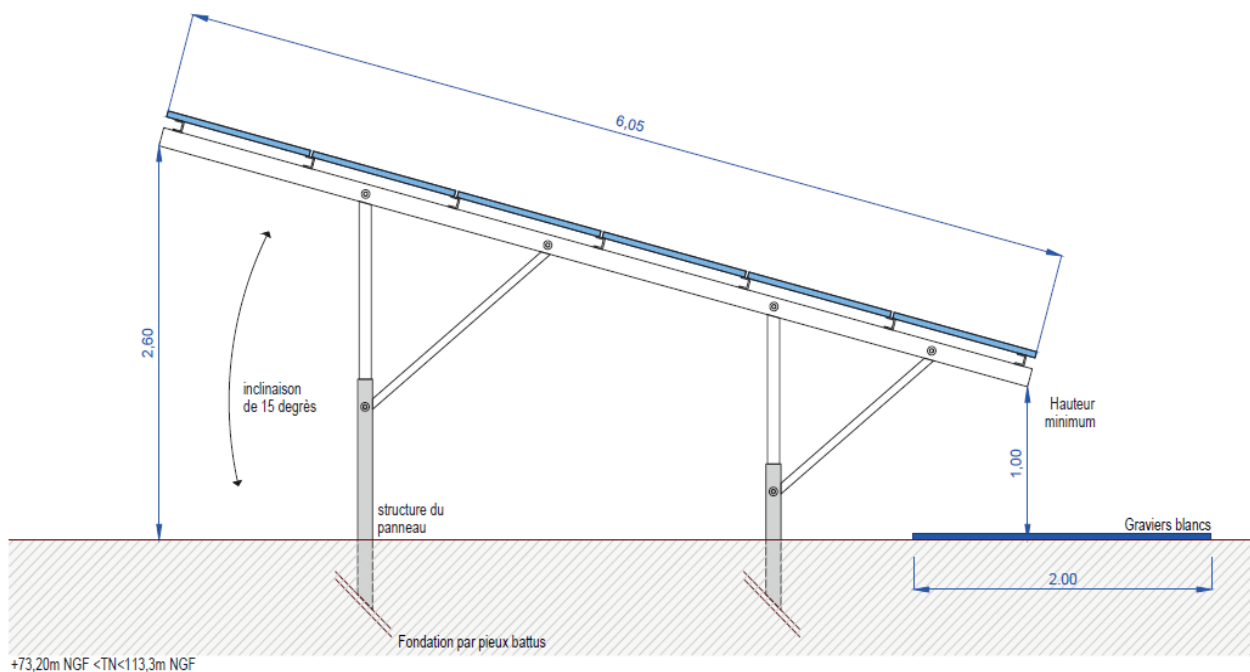 6,05
2,60
inclinaison
de 15 degrès
Hauteur
minimum
1,00
structure du
panneau
Graviers blancs
2.00
Fondation par pieux battus
+73,20m NGF <TN<113,3m NGF